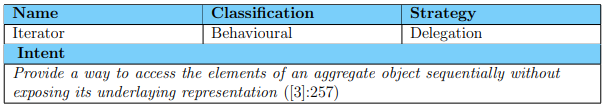 Name Classification Strategy
Iterator Behavioural Delegation
Intent
Provide a way to access the elements of an aggregate object sequentially without
exposing its underlaying representation ([3]:257)